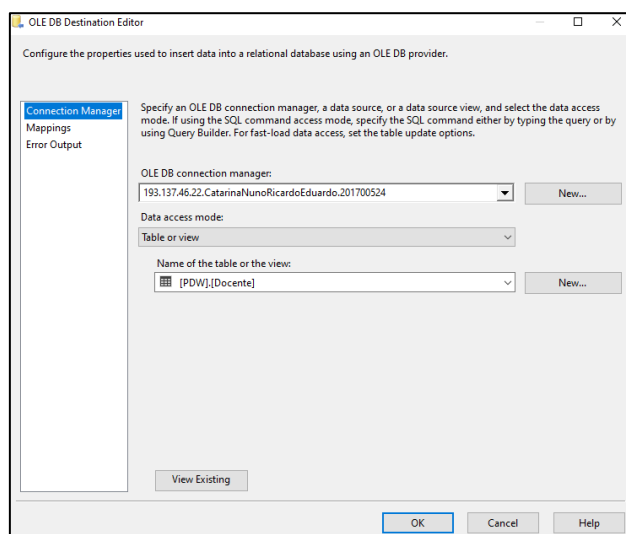 OLE DB Destination Editor
Configure the properties used to insert data into a relational database using an OLE DB provider.
Connection Manager
Mappings
Error Output
Specify an OLE DB connection manager, a data source, or a data source view, and select the data access
mode. If using the SQL command access mode, specify the SQL command either by typing the query or by
using Query Builder. For fast-load data access, set the table update options.
OLE DB connection manager:
193.137.46.22.CatarinaNunoRicardoEduardo.201700524
New...
Data access mode:
Table or view
Name of the table or the view:
[PDW].[Docente]
New...
View Existing
OK
Cancel
Help